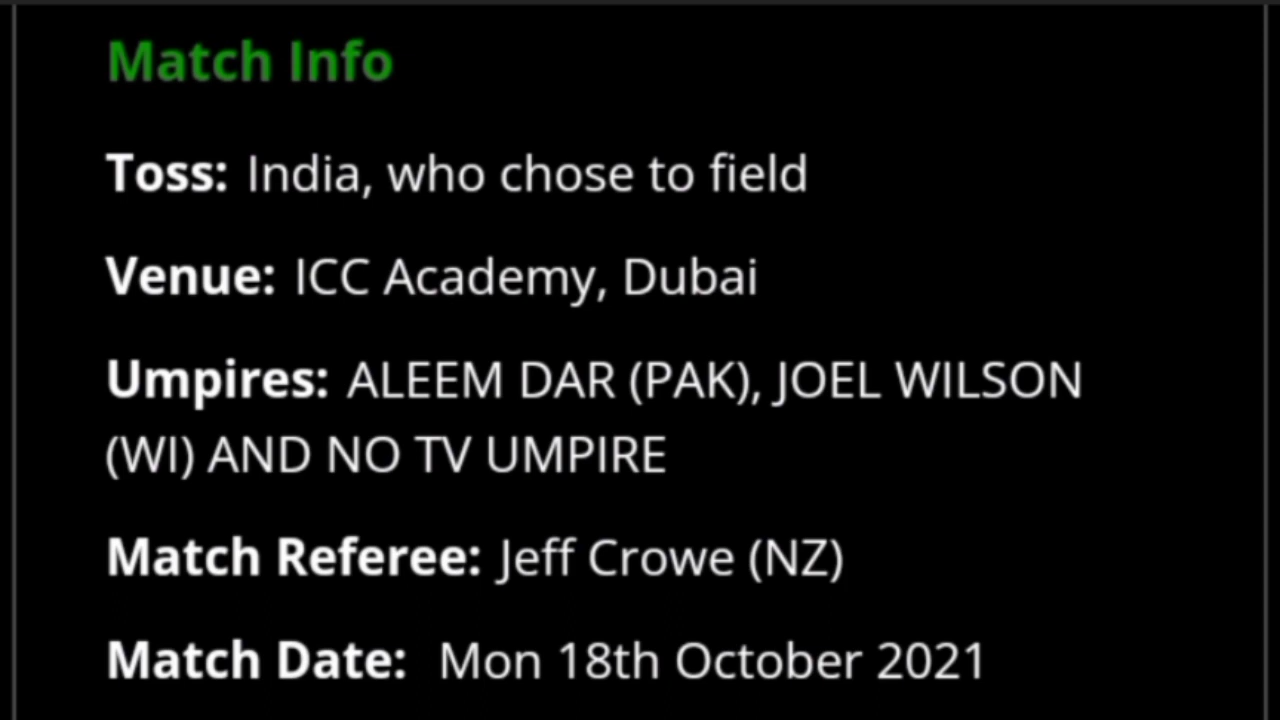 Match Info
Toss: India, who chose to field
Venue: ICC Academy, Dubai
Umpires: ALEEM DAR (PAK), JOEL WILSON
(WI) AND NO TV UMPIRE
Match Referee: Jeff Crowe (NZ)
Match Date: Mon 18th October 2021